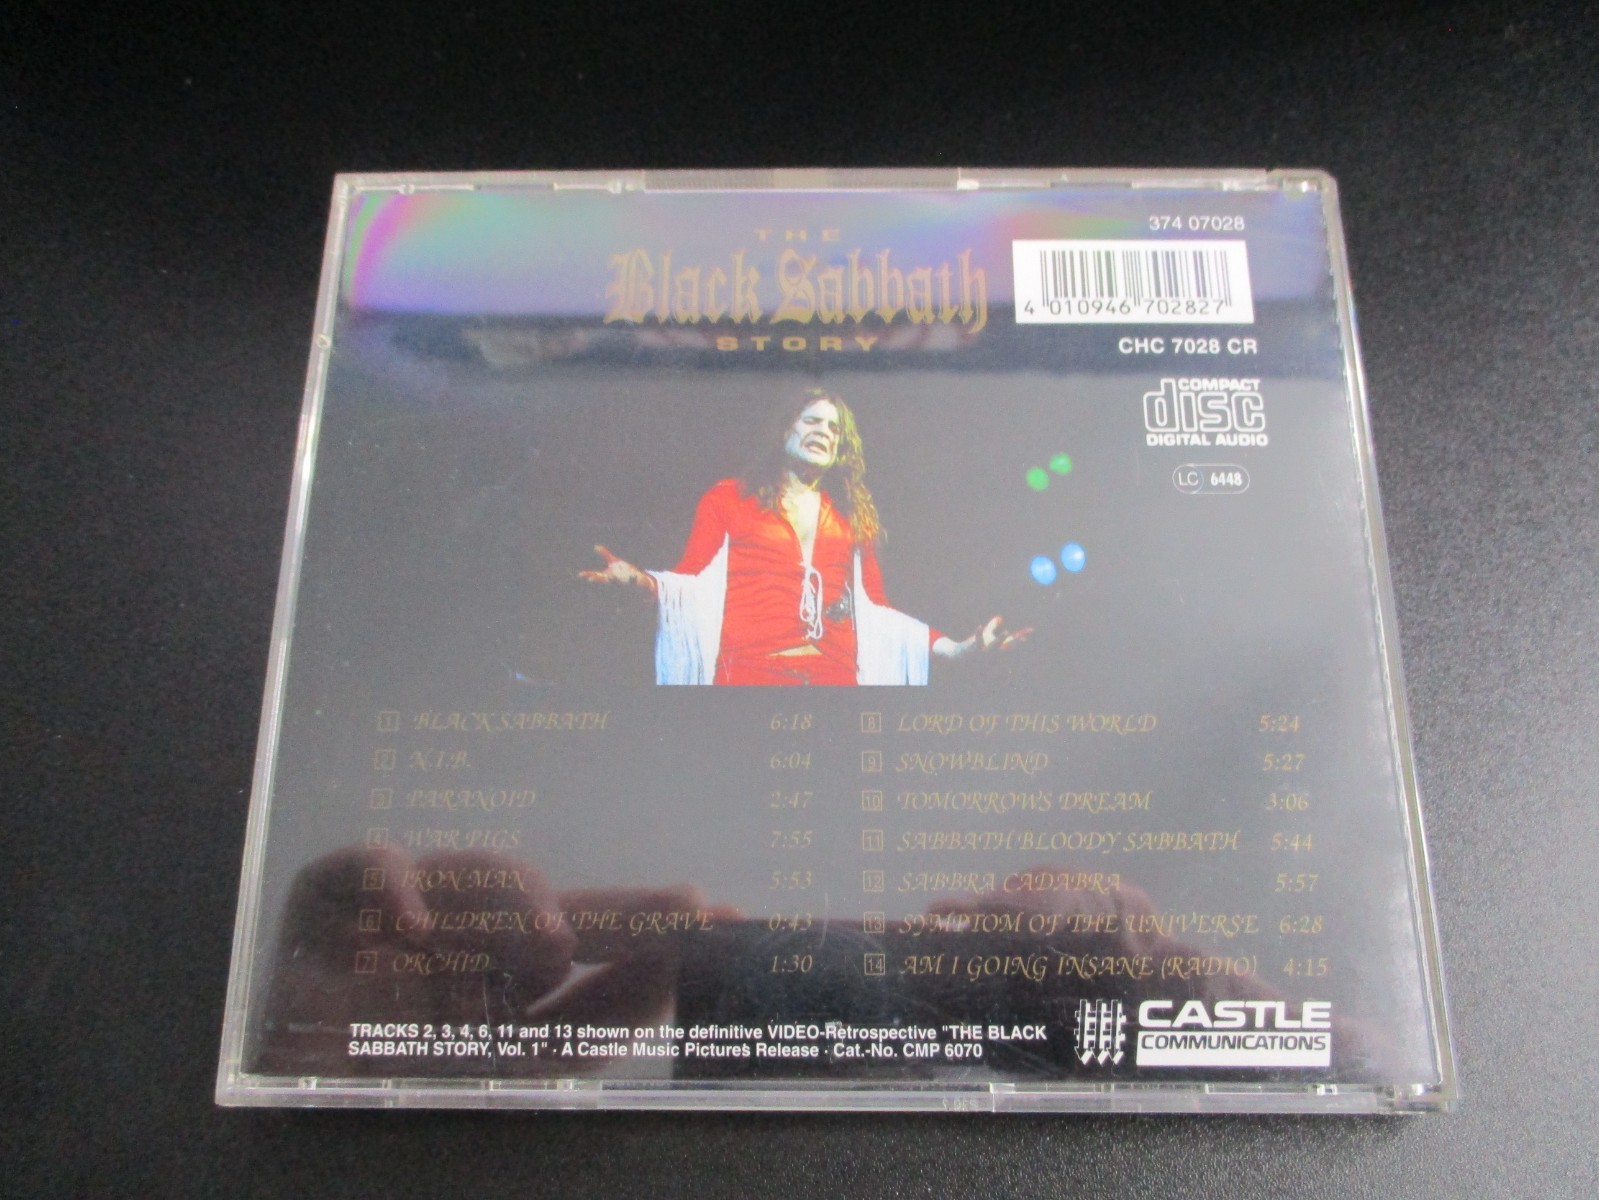 374 07028
THE
Black Sabbath
STORY
4 010946 702827
CHC 7028 CR
COMPACT
disc
DIGITAL AUDIO
LC 6448
1 BLACK SABBATH 6:18
2 N.I.B. 6:04
3 PARANOID 2:47
4 WAR PIGS 7:55
5 IRON MAN 5:53
6 CHILDREN OF THE GRAVE 0:43
7 ORCHID 1:30
8 LORD OF THIS WORLD 5:24
9 SNOWBLIND 5:27
10 TOMORROWS DREAM 3:06
11 SABBATH BLOODY SABBATH 5:44
12 SABBRA CADABRA 5:57
13 SYMPTOM OF THE UNIVERSE 6:28
14 AM I GOING INSANE (RADIO) 4:15
TRACKS 2, 3, 4, 6, 11 and 13 shown on the definitive VIDEO-Retrospective "THE BLACK
SABBATH STORY, Vol. 1" · A Castle Music Pictures Release · Cat.-No. CMP 6070
CASTLE
COMMUNICATIONS